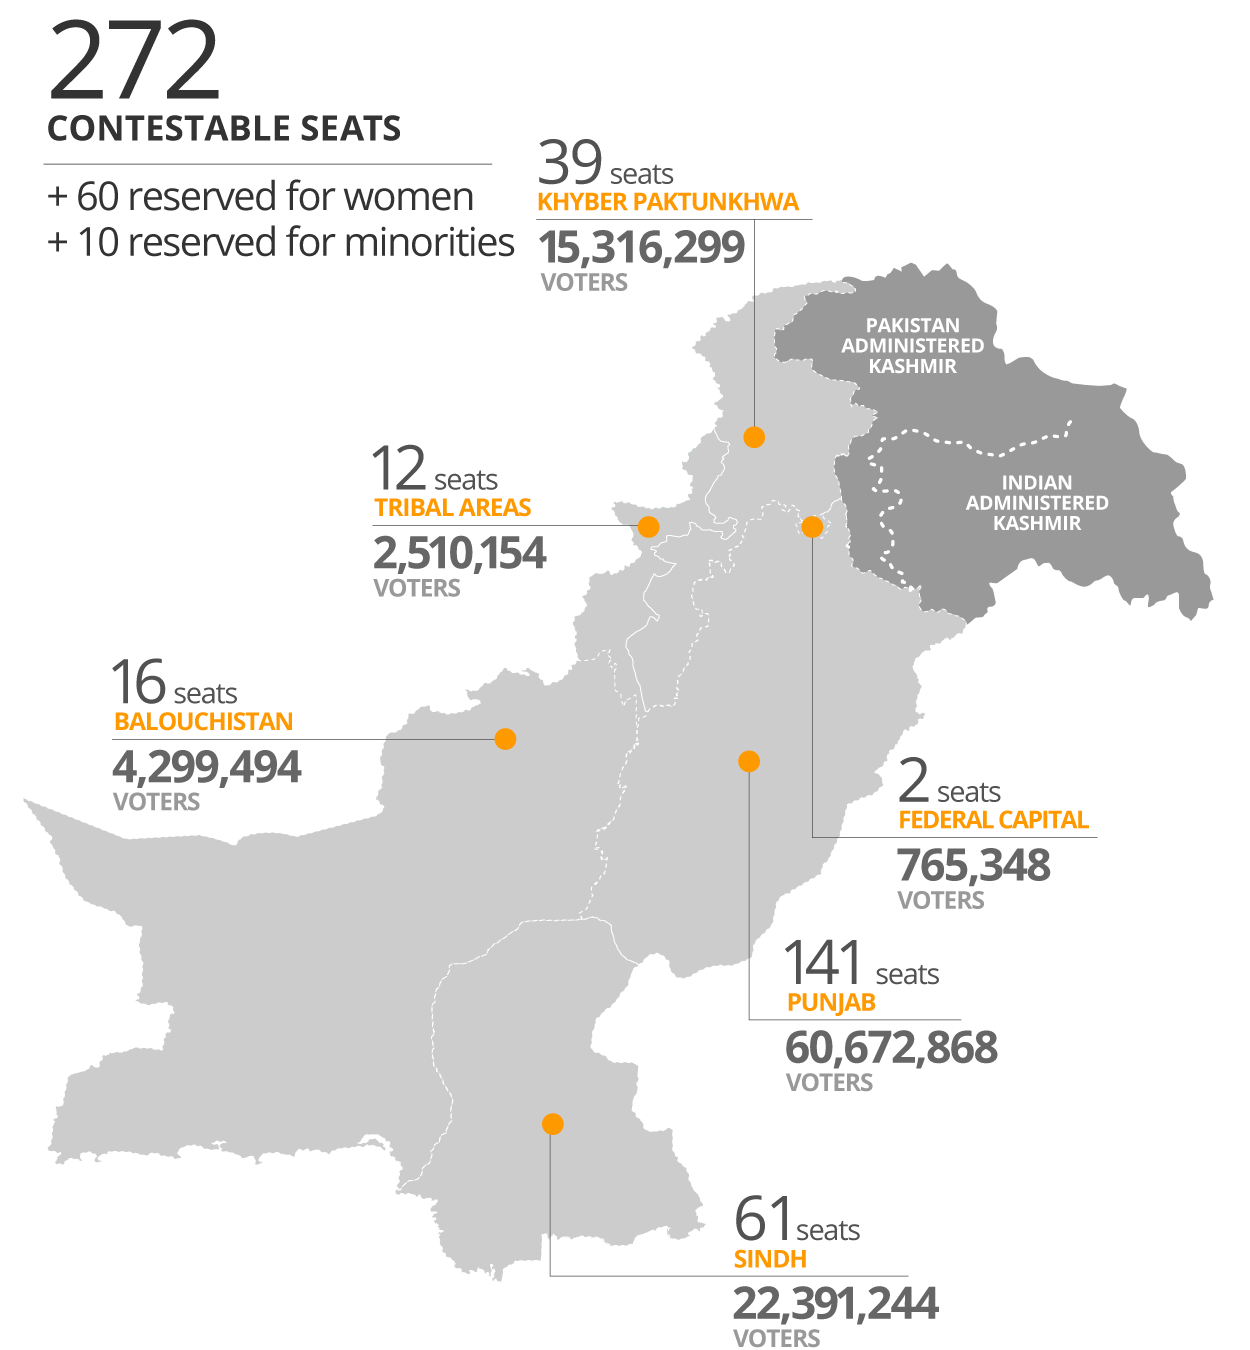 272
CONTESTABLE SEATS
+ 60 reserved for women
+ 10 reserved for minorities
39 seats
KHYBER PAKTUNKHWA
15,316,299
VOTERS
PAKISTAN
ADMINISTERED
KASHMIR
INDIAN
ADMINISTERED
KASHMIR
12 seats
TRIBAL AREAS
2,510,154
VOTERS
16 seats
BALOUCHISTAN
4,299,494
VOTERS
2 seats
FEDERAL CAPITAL
765,348
VOTERS
141 seats
PUNJAB
60,672,868
VOTERS
61 seats
SINDH
22,391,244
VOTERS